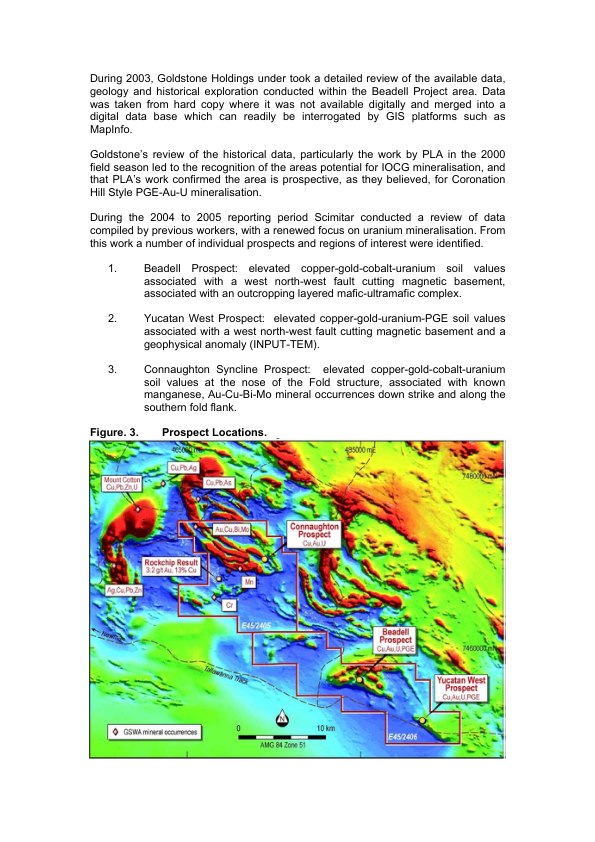 During 2003, Goldstone Holdings under took a detailed review of the available data,
geology and historical exploration conducted within the Beadell Project area. Data
was taken from hard copy where it was not available digitally and merged into a
digital data base which can readily be interrogated by GIS platforms such as
MapInfo.
Goldstone's review of the historical data, particularly the work by PLA in the 2000
field season led to the recognition of the areas potential for IOCG mineralisation, and
that PLA's work confirmed the area is prospective, as they believed, for Coronation
Hill Style PGE-Au-U mineralisation.
During the 2004 to 2005 reporting period Scimitar conducted a review of data
compiled by previous workers, with a renewed focus on uranium mineralisation. From
this work a number of individual prospects and regions of interest were identified.
1. Beadell Prospect: elevated copper-gold-cobalt-uranium soil values
associated with a west north-west fault cutting magnetic basement,
associated with an outcropping layered mafic-ultramafic complex.
2. Yucatan West Prospect: elevated copper-gold-uranium-PGE soil values
associated with a west north-west fault cutting magnetic basement and a
geophysical anomaly (INPUT-TEM).
3. Connaughton Syncline Prospect: elevated copper-gold-cobalt-uranium
soil values at the nose of the Fold structure, associated with known
manganese, Au-Cu-Bi-Mo mineral occurrences down strike and along the
southern fold flank.
Figure. 3. Prospect Locations.
465000 mE
485000 mE
Cu,Pb,Ag
7480000 mN
Mount Cotton
Cu,Pb,Zn,U
Cu,Pb,As
Au,Cu,Bi,Mo
Connaughton
Prospect
Cu,Au,U
Rockchip Result
3.2 g/t Au, 13% Cu
Mn
Ag,Cu,Pb,Zn
Cr
E45/2405
Beadell
Prospect
Cu,Au,U,PGE
7460000 mN
Talawanna Track
Yucatan West
Prospect
Cu,Au,U,PGE
GSWA mineral occurrences
N
0 10 km
AMG 84 Zone 51
E45/2406